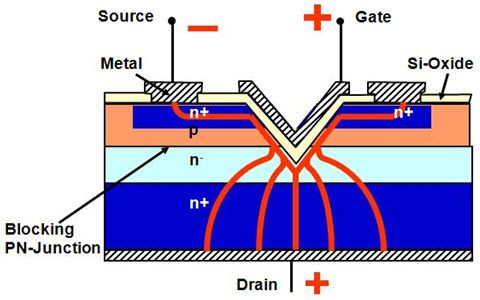 Source
−
+
Gate
Metal
Si-Oxide
n+
n+
p
n-
n+
Blocking
PN-Junction
Drain
+